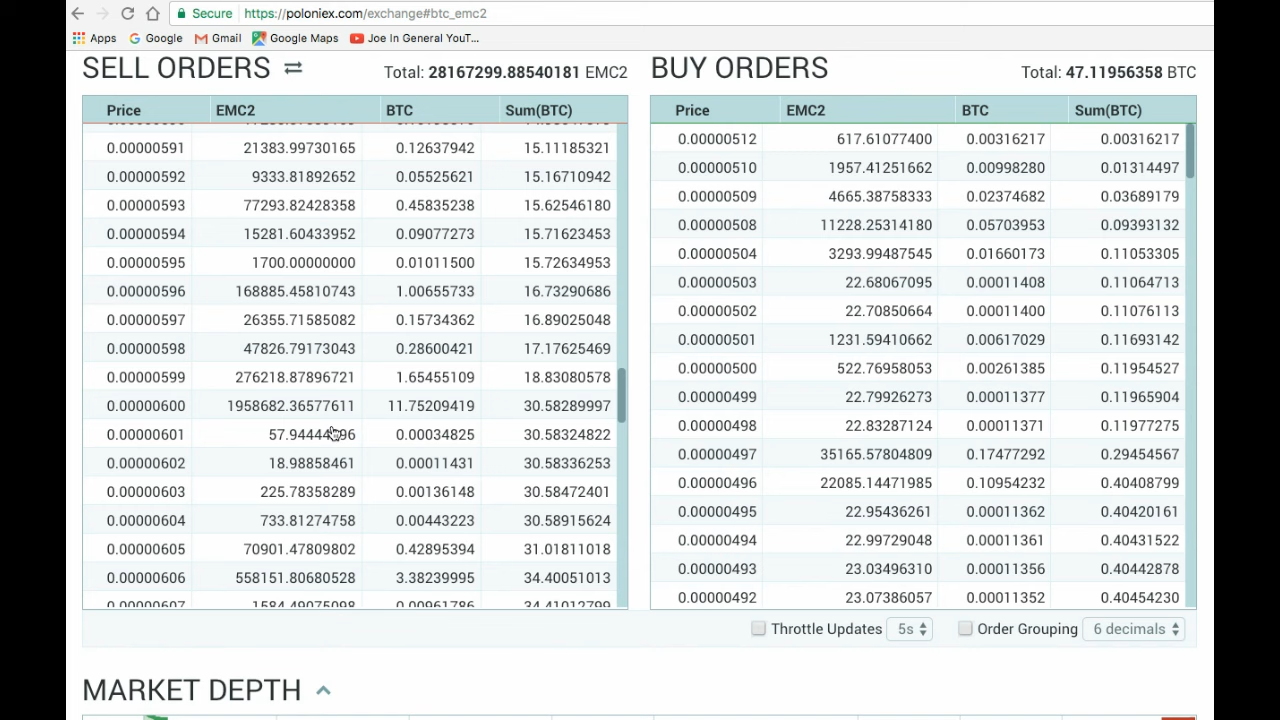 Secure https://poloniex.com/exchange#btc_emc2
Apps Google Gmail Google Maps Joe In General YouT...
SELL ORDERS Total: 28167299.88540181 EMC2
Price EMC2 BTC Sum(BTC)
0.00000591 21383.99730165 0.12637942 15.11185321
0.00000592 9333.81892652 0.05525621 15.16710942
0.00000593 77293.82428358 0.45835238 15.62546180
0.00000594 15281.60433952 0.09077273 15.71623453
0.00000595 1700.00000000 0.01011500 15.72634953
0.00000596 168885.45810743 1.00655733 16.73290686
0.00000597 26355.71585082 0.15734362 16.89025048
0.00000598 47826.79173043 0.28600421 17.17625469
0.00000599 276218.87896721 1.65455109 18.83080578
0.00000600 1958682.36577611 11.75209419 30.58289997
0.00000601 0.00034825 30.58324822
0.00000602 18.98858461 0.00011431 30.58336253
0.00000603 225.78358289 0.00136148 30.58472401
0.00000604 733.81274758 0.00443223 30.58915624
0.00000605 70901.47809802 0.42895394 31.01811018
0.00000606 558151.80680528 3.38239995 34.40051013
0.00000607 1584.49075098 0.00961786 34.41012799
BUY ORDERS Total: 47.11956358 BTC
Price EMC2 BTC Sum(BTC)
0.00000512 617.61077400 0.00316217 0.00316217
0.00000510 1957.41251662 0.00998280 0.01314497
0.00000509 4665.38758333 0.02374682 0.03689179
0.00000508 11228.25314180 0.05703953 0.09393132
0.00000504 3293.99487545 0.01660173 0.11053305
0.00000503 22.68067095 0.00011408 0.11064713
0.00000502 22.70850664 0.00011400 0.11076113
0.00000501 1231.59410662 0.00617029 0.11693142
0.00000500 522.76958053 0.00261385 0.11954527
0.00000499 22.79926273 0.00011377 0.11965904
0.00000498 22.83287124 0.00011371 0.11977275
0.00000497 35165.57804809 0.17477292 0.29454567
0.00000496 22085.14471985 0.10954232 0.40408799
0.00000495 22.95436261 0.00011362 0.40420161
0.00000494 22.99729048 0.00011361 0.40431522
0.00000493 23.03496310 0.00011356 0.40442878
0.00000492 23.07386057 0.00011352 0.40454230
Throttle Updates 5s Order Grouping 6 decimals
MARKET DEPTH